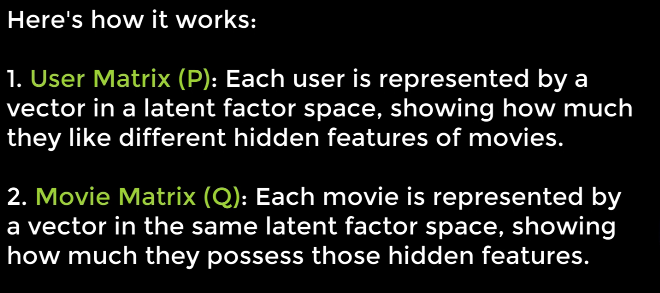 Here's how it works:
1. User Matrix (P): Each user is represented by a
vector in a latent factor space, showing how much
they like different hidden features of movies.
2. Movie Matrix (Q): Each movie is represented by
a vector in the same latent factor space, showing
how much they possess those hidden features.